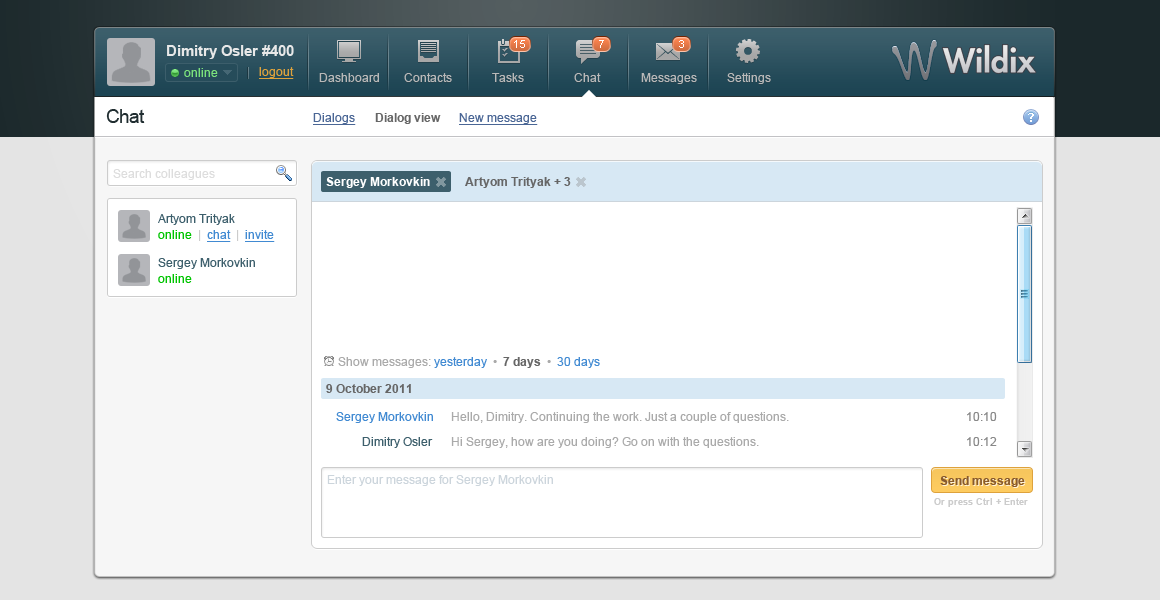 Dimitry Osler #400
online
logout
Dashboard
Contacts
15
Tasks
7
Chat
3
Messages
Settings
Wildix
Chat
Dialogs
Dialog view
New message
?
Search colleagues
Artyom Trityak
online | chat | invite
Sergey Morkovkin
online
Sergey Morkovkin
Artyom Trityak + 3
Show messages: yesterday • 7 days • 30 days
9 October 2011
Sergey Morkovkin Hello, Dimitry. Continuing the work. Just a couple of questions. 10:10
Dimitry Osler Hi Sergey, how are you doing? Go on with the questions. 10:12
Enter your message for Sergey Morkovkin
Send message
Or press Ctrl + Enter